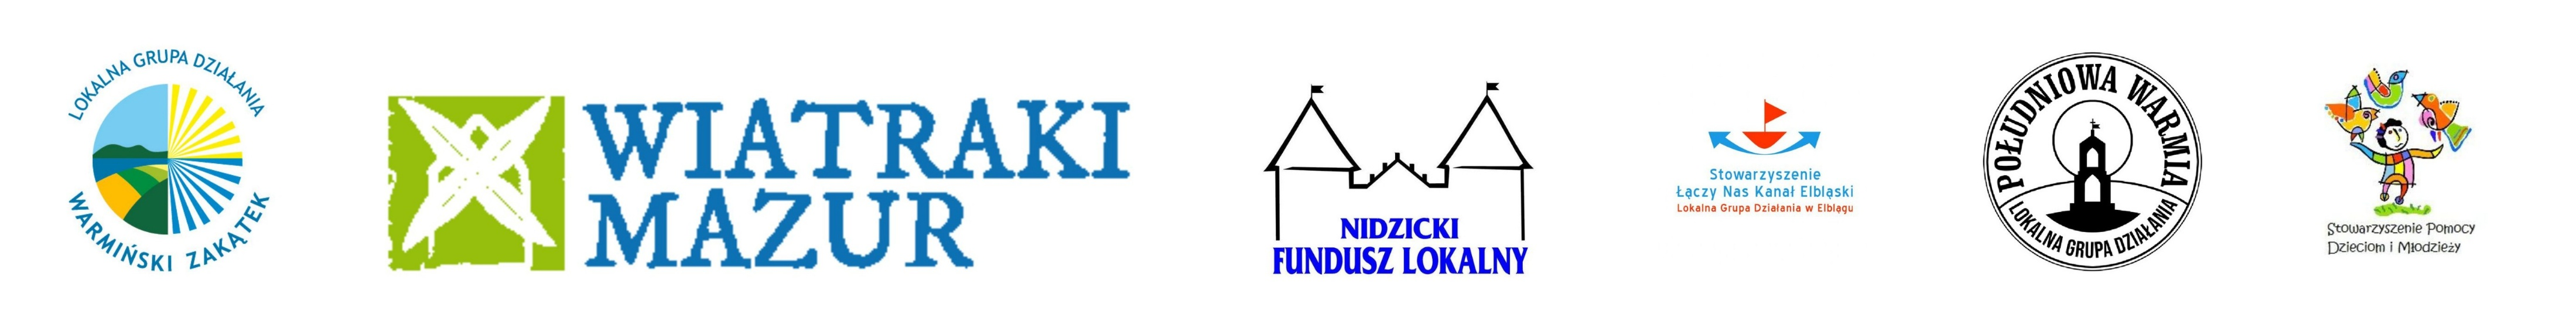 LOKALNA GRUPA DZIAŁANIA
WARMIŃSKI ZAKĄTEK
WIATRAKI
MAZUR
NIDZICKI
FUNDUSZ LOKALNY
Stowarzyszenie
Łączy Nas Kanał Elbląski
Lokalna Grupa Działania w Elblągu
POŁUDNIOWA WARMIA
LOKALNA GRUPA DZIAŁANIA
Stowarzyszenie Pomocy
Dzieciom i Młodzieży